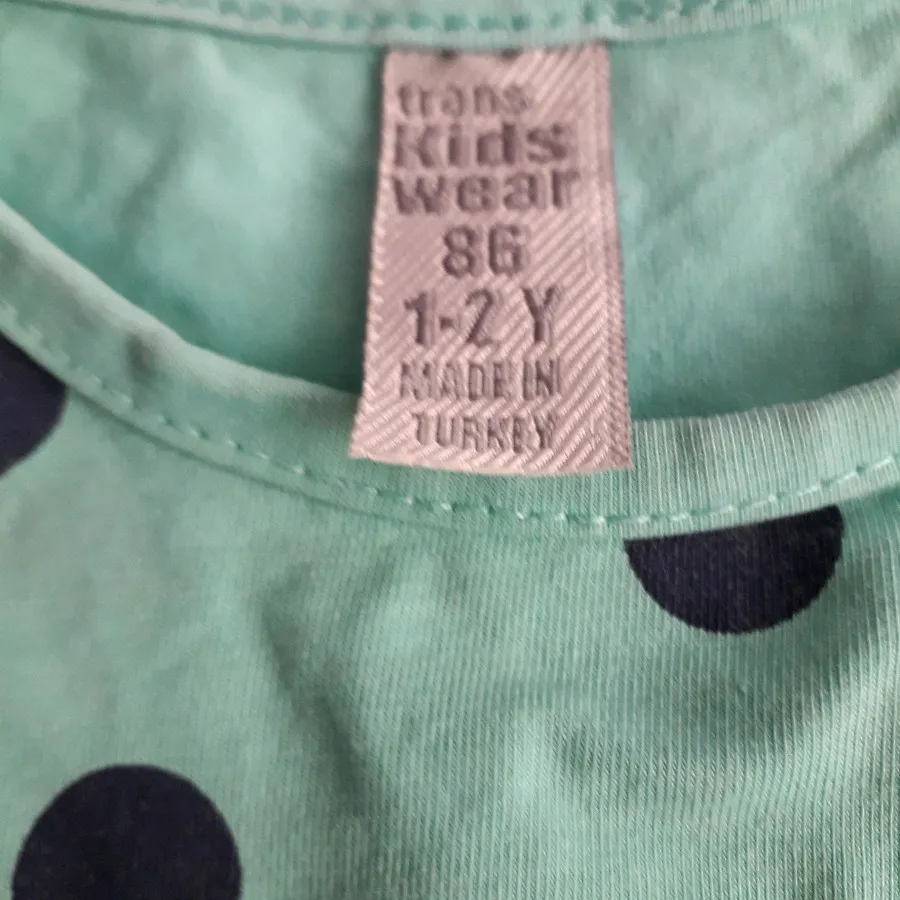 trans
Kids
wear
86
1-2 Y
MADE IN
TURKEY